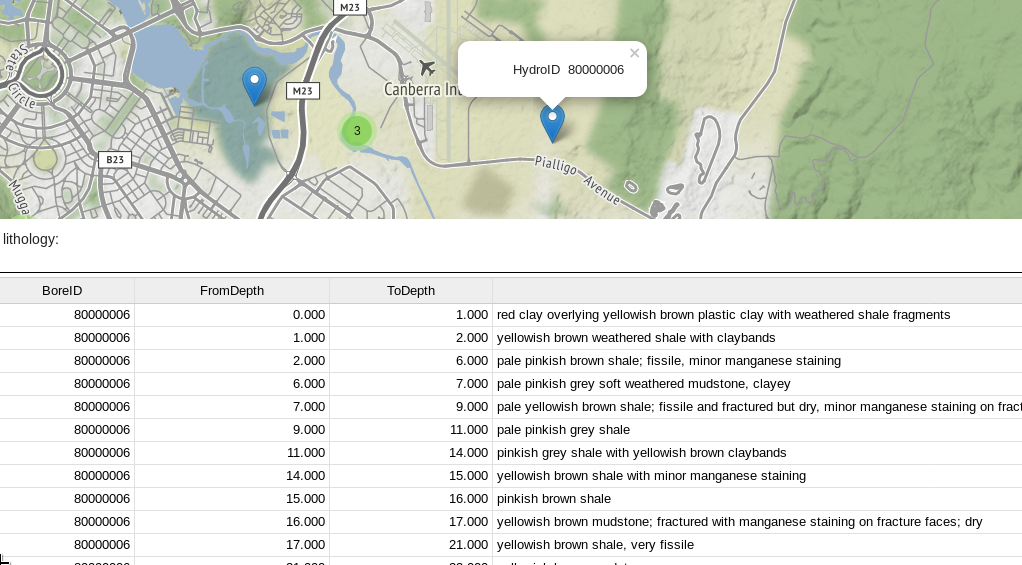 M23
State Circle
M23
Canberra In
HydroID 80000006
×
3
B23
Mugga
Pialligo Avenue
lithology:
BoreID FromDepth ToDepth
80000006 0.000 1.000 red clay overlying yellowish brown plastic clay with weathered shale fragments
80000006 1.000 2.000 yellowish brown weathered shale with claybands
80000006 2.000 6.000 pale pinkish brown shale; fissile, minor manganese staining
80000006 6.000 7.000 pale pinkish grey soft weathered mudstone, clayey
80000006 7.000 9.000 pale yellowish brown shale; fissile and fractured but dry, minor manganese staining on fract
80000006 9.000 11.000 pale pinkish grey shale
80000006 11.000 14.000 pinkish grey shale with yellowish brown claybands
80000006 14.000 15.000 yellowish brown shale with minor manganese staining
80000006 15.000 16.000 pinkish brown shale
80000006 16.000 17.000 yellowish brown mudstone; fractured with manganese staining on fracture faces; dry
80000006 17.000 21.000 yellowish brown shale, very fissile